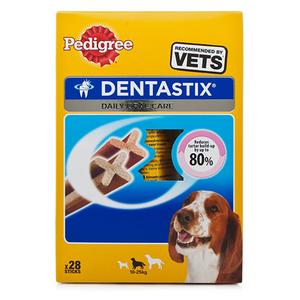 Pedigree
RECOMMENDED BY
VETS
DENTASTIX®
DAILY ORAL CARE
Reduces
tartar build up
by up to
80%
x28
STICKS
10-25kg